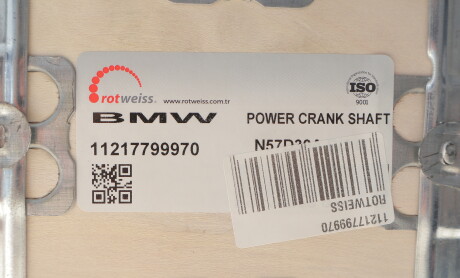 rotweiss.
www.rotweiss.com.tr
ISO
9001
BMW
POWER CRANK SHAFT
11217799970
ROTWEISS
11217799970